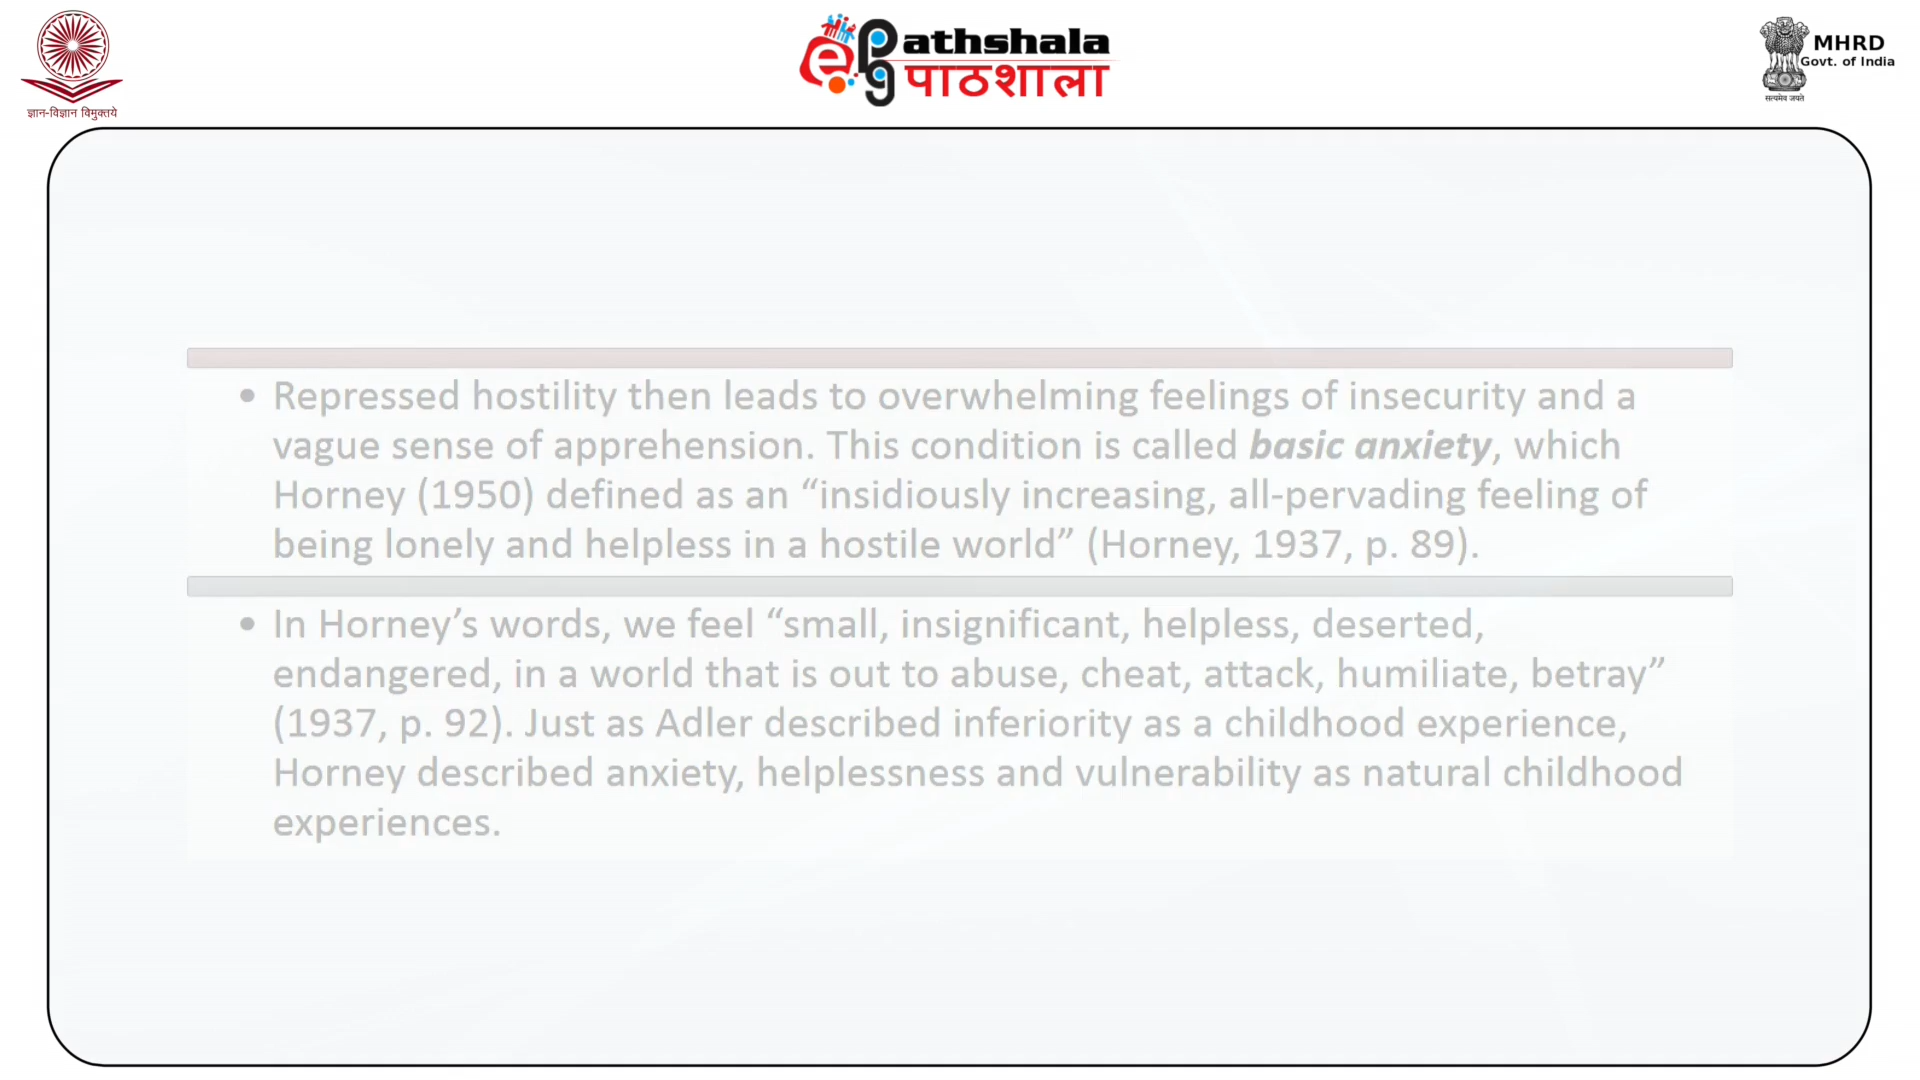 ज्ञान-विज्ञान विमुक्तये
e pg athshala
पाठशाला
MHRD
Govt. of India
सत्यमेव जयते
• Repressed hostility then leads to overwhelming feelings of insecurity and a
vague sense of apprehension. This condition is called basic anxiety, which
Horney (1950) defined as an “insidiously increasing, all-pervading feeling of
being lonely and helpless in a hostile world” (Horney, 1937, p. 89).
• In Horney’s words, we feel “small, insignificant, helpless, deserted,
endangered, in a world that is out to abuse, cheat, attack, humiliate, betray”
(1937, p. 92). Just as Adler described inferiority as a childhood experience,
Horney described anxiety, helplessness and vulnerability as natural childhood
experiences.